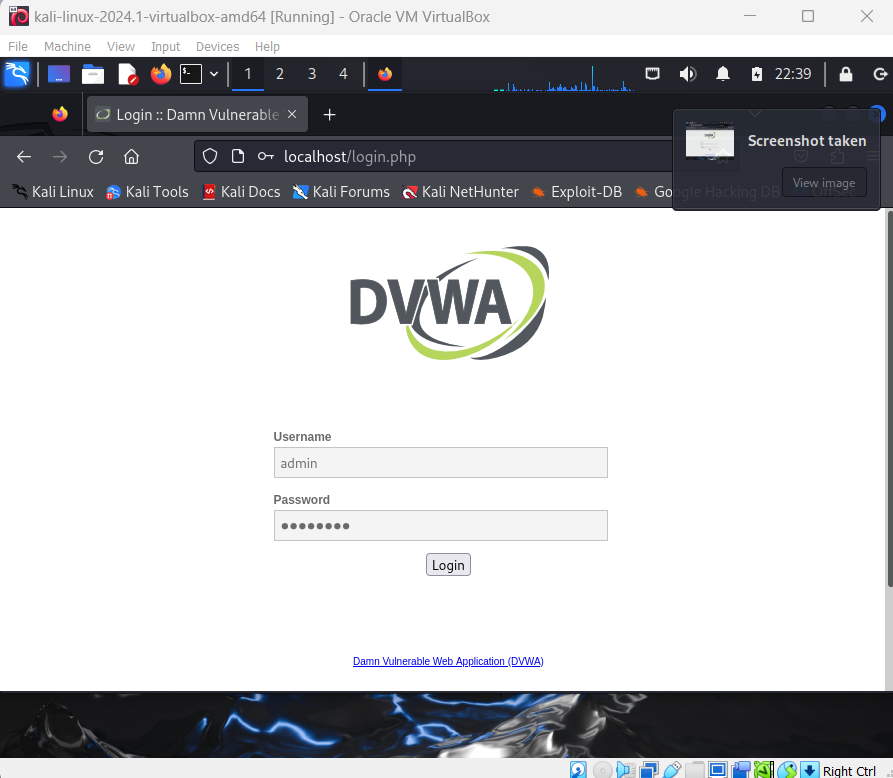 kali-linux-2024.1-virtualbox-amd64 [Running] - Oracle VM VirtualBox
File Machine View Input Devices Help
1 2 3 4 22:39
Login :: Damn Vulnerable
Screenshot taken
localhost/login.php
View image
Kali Linux Kali Tools Kali Docs Kali Forums Kali NetHunter Exploit-DB Google Hacking DB OffSec
DVWA
Username
admin
Password
●●●●●●●●
Login
Damn Vulnerable Web Application (DVWA)
Right Ctrl